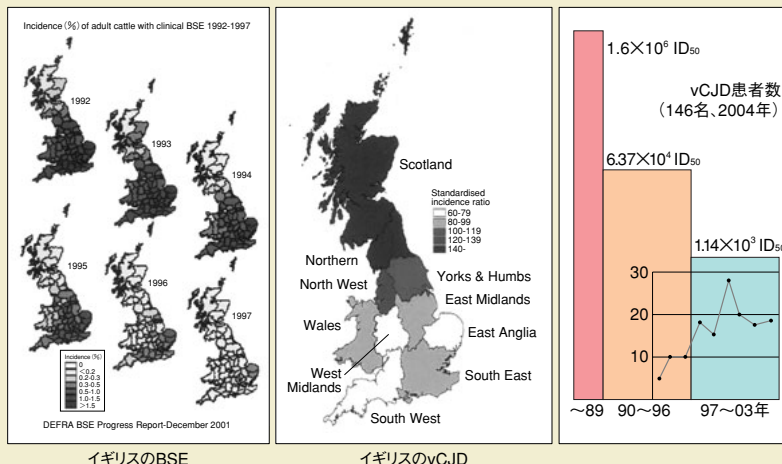 Incidence (%) of adult cattle with clinical BSE 1992-1997
1992
1993
1994
1995
1996
1997
Incidence (%)
0
<0.2
0.2-0.3
0.3-0.5
0.5-1.0
1.0-1.5
>1.5
DEFRA BSE Progress Report-December 2001
イギリスのBSE
Scotland
Standardised
incidence ratio
60-79
80-99
100-119
120-139
140-
Northern
North West
Yorks & Humbs
East Midlands
Wales
East Anglia
West
Midlands
South East
South West
イギリスのvCJD
1.6×10⁶ ID₅₀
vCJD患者数
(146名、2004年)
6.37×10⁴ ID₅₀
1.14×10³ ID₅₀
30
20
10
～89 90～96 97～03年